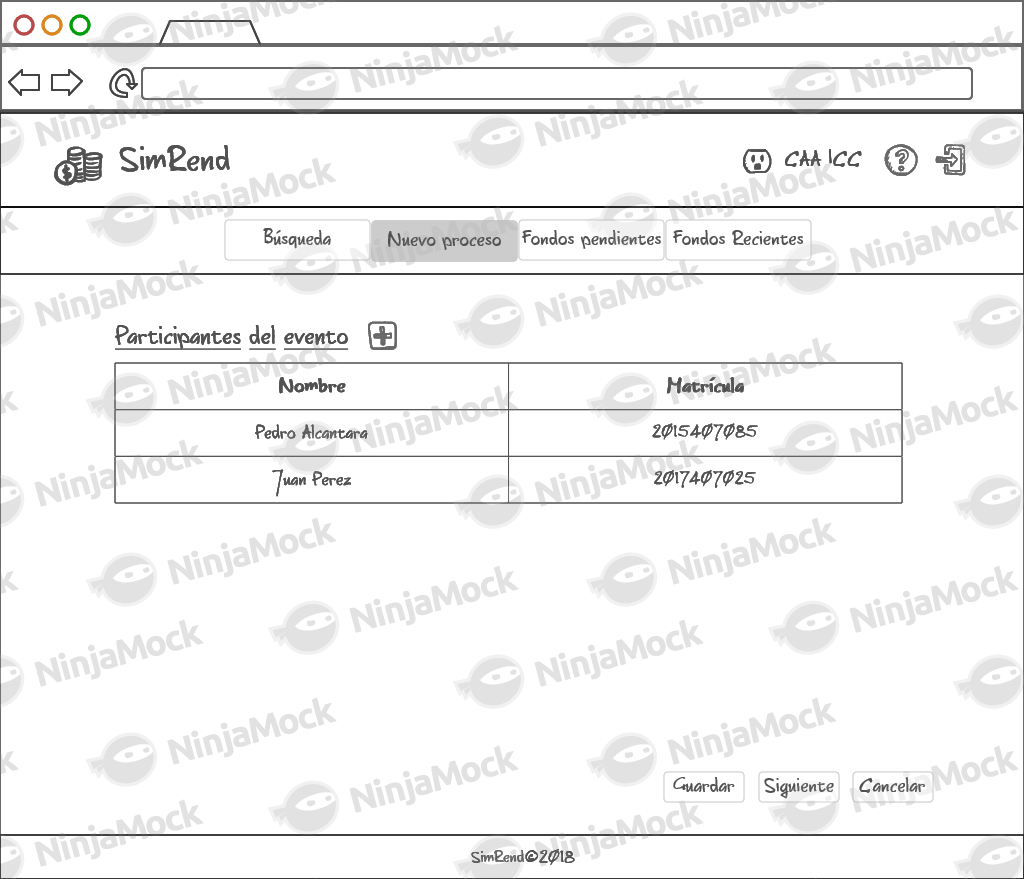 SimRend
CAA ICC
Búsqueda
Nuevo proceso
Fondos pendientes
Fondos Recientes
Participantes del evento
Nombre
Matrícula
Pedro Alcantara
2015407085
Juan Perez
2017407025
Guardar
Siguiente
Cancelar
SimRend©2018
NinjaMock